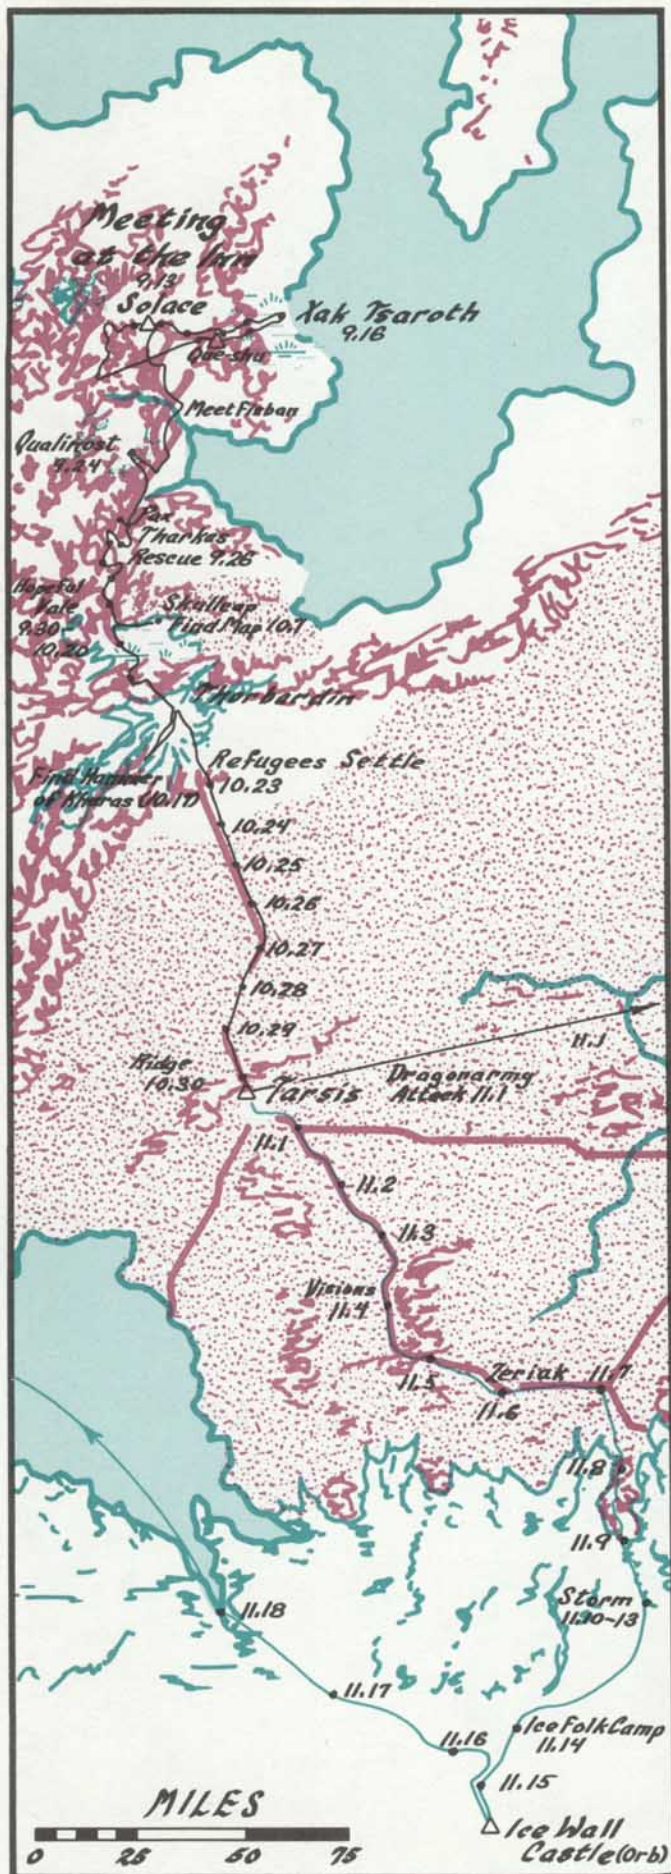 Meeting
at the Inn
9.13
Solace
Xak Tsaroth
9.16
Que-shu
Meet Fizban
Qualinost
9.24
Pax
Tharkas
Rescue 9.26
Hopeful
Vale
9.30
10.20
Skullcap
Find Map 10.7
Thorbardin
Find Hammer
of Kharas (10.17)
Refugees Settle
10.23
10.24
10.25
10.26
10.27
10.28
10.29
Ridge
10.30
Tarsis
11.1
Dragonarmy
Attack 11.1
11.1
11.2
11.3
Visions
11.4
11.5
Zeriak
11.6
11.7
11.8
11.9
Storm
11.10-13
11.18
11.17
11.16
Ice Folk Camp
11.14
11.15
Ice Wall
Castle (Orb)
MILES
0 25 50 75